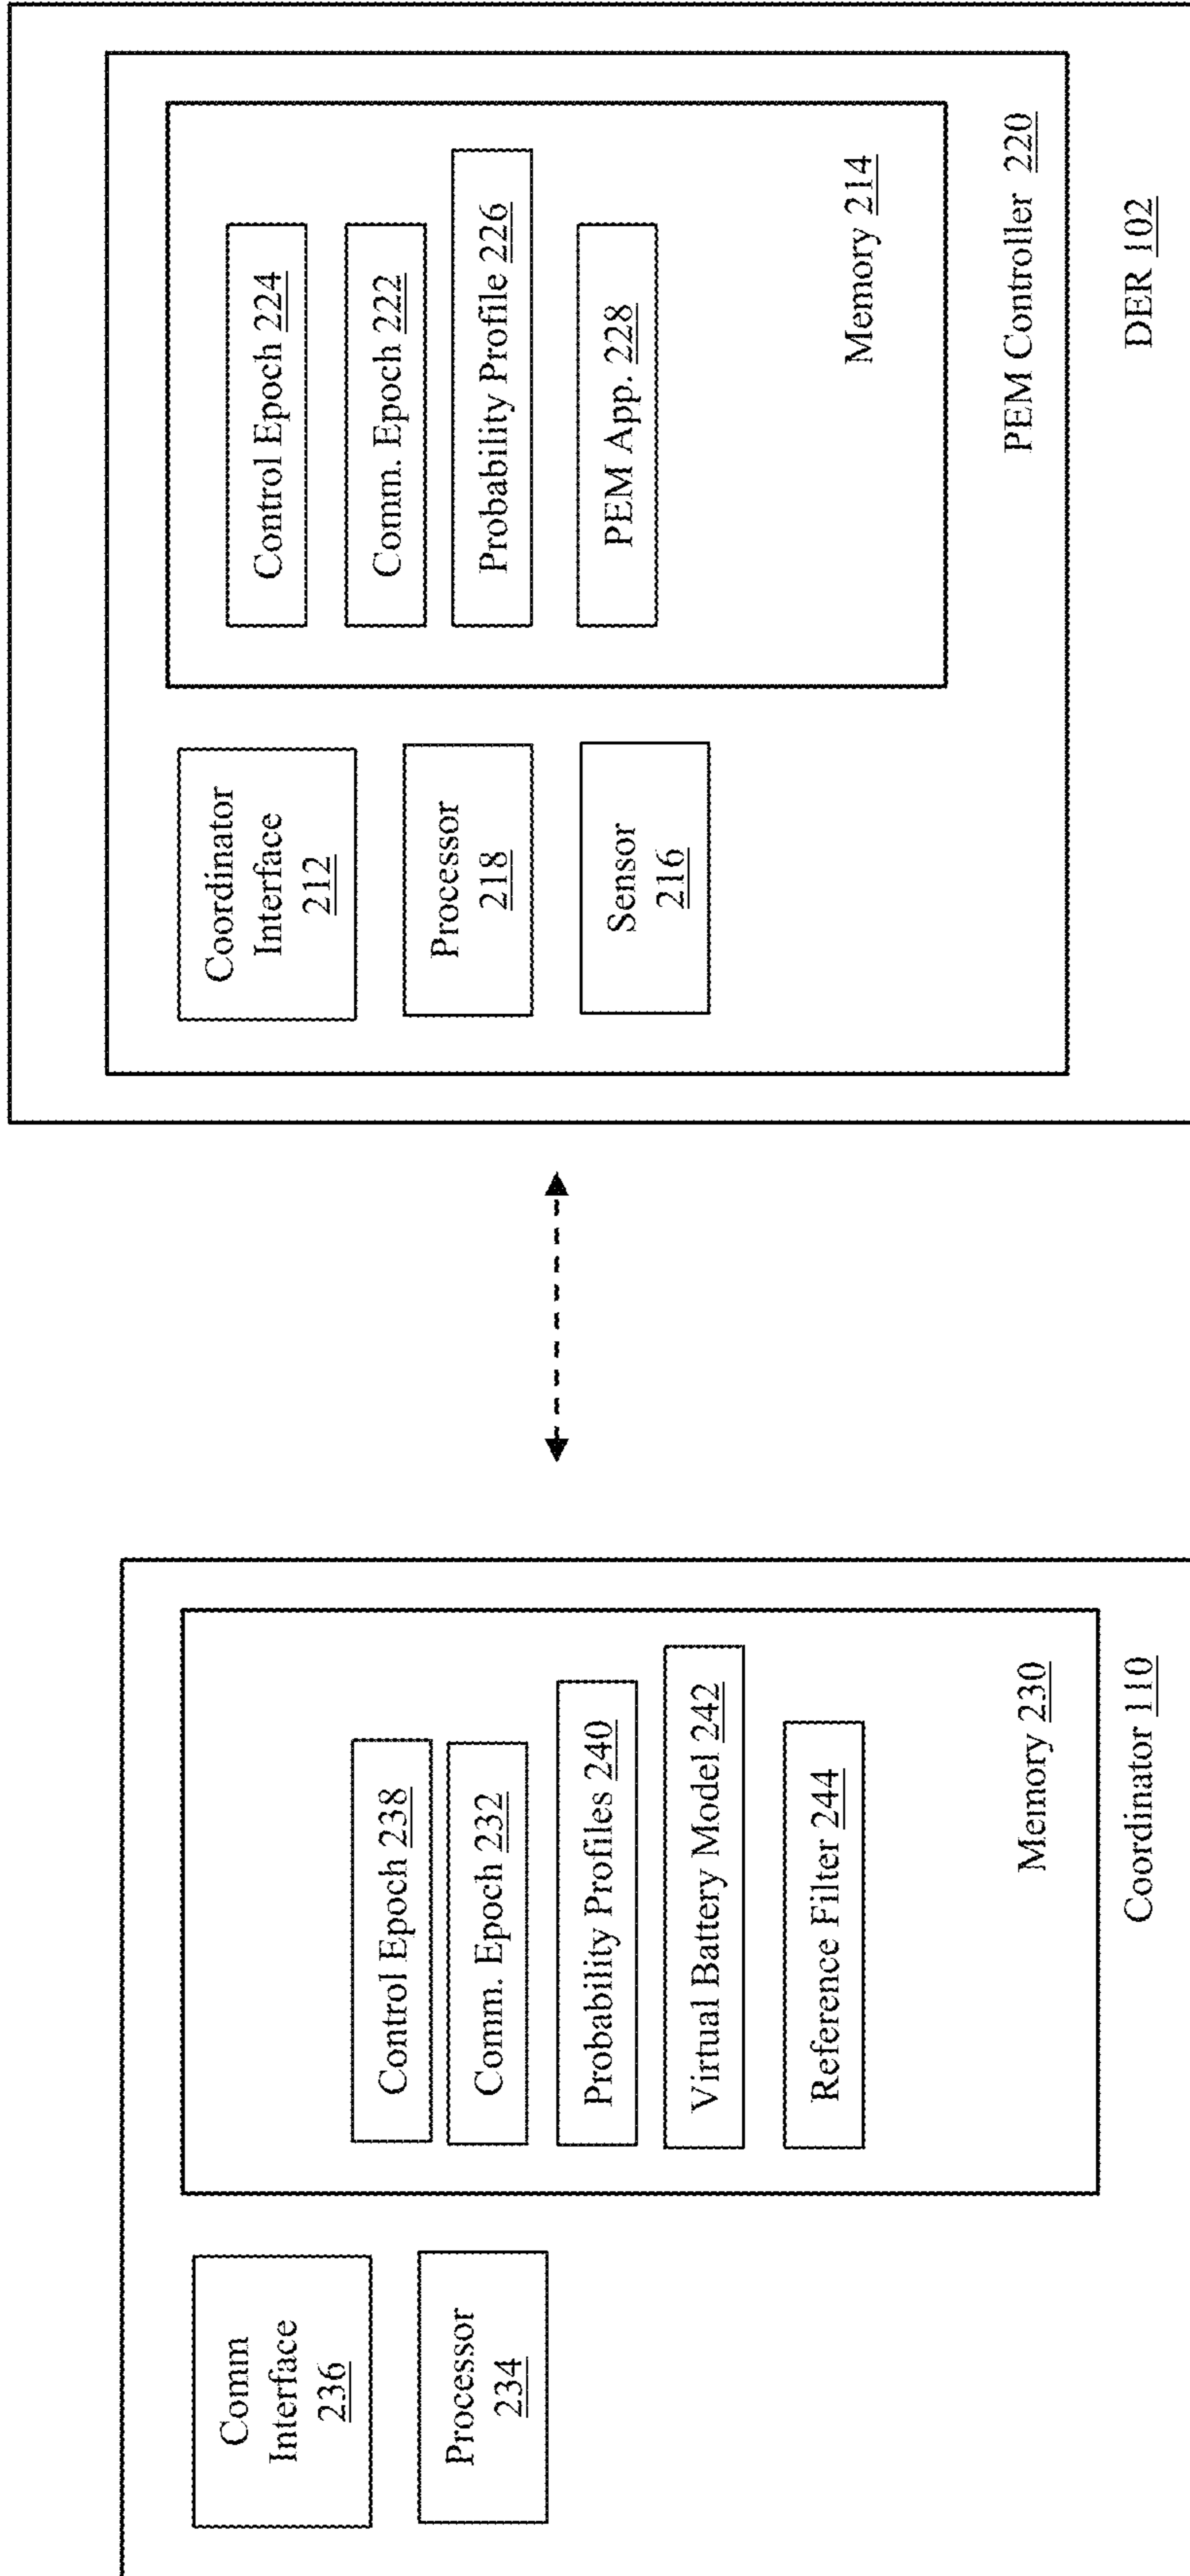 Comm
Interface
236
Processor
234
Control Epoch 238
Comm. Epoch 232
Probability Profiles 240
Virtual Battery Model 242
Reference Filter 244
Memory 230
Coordinator 110
Coordinator
Interface
212
Processor
218
Sensor
216
Control Epoch 224
Comm. Epoch 222
Probability Profile 226
PEM App. 228
Memory 214
PEM Controller 220
DER 102